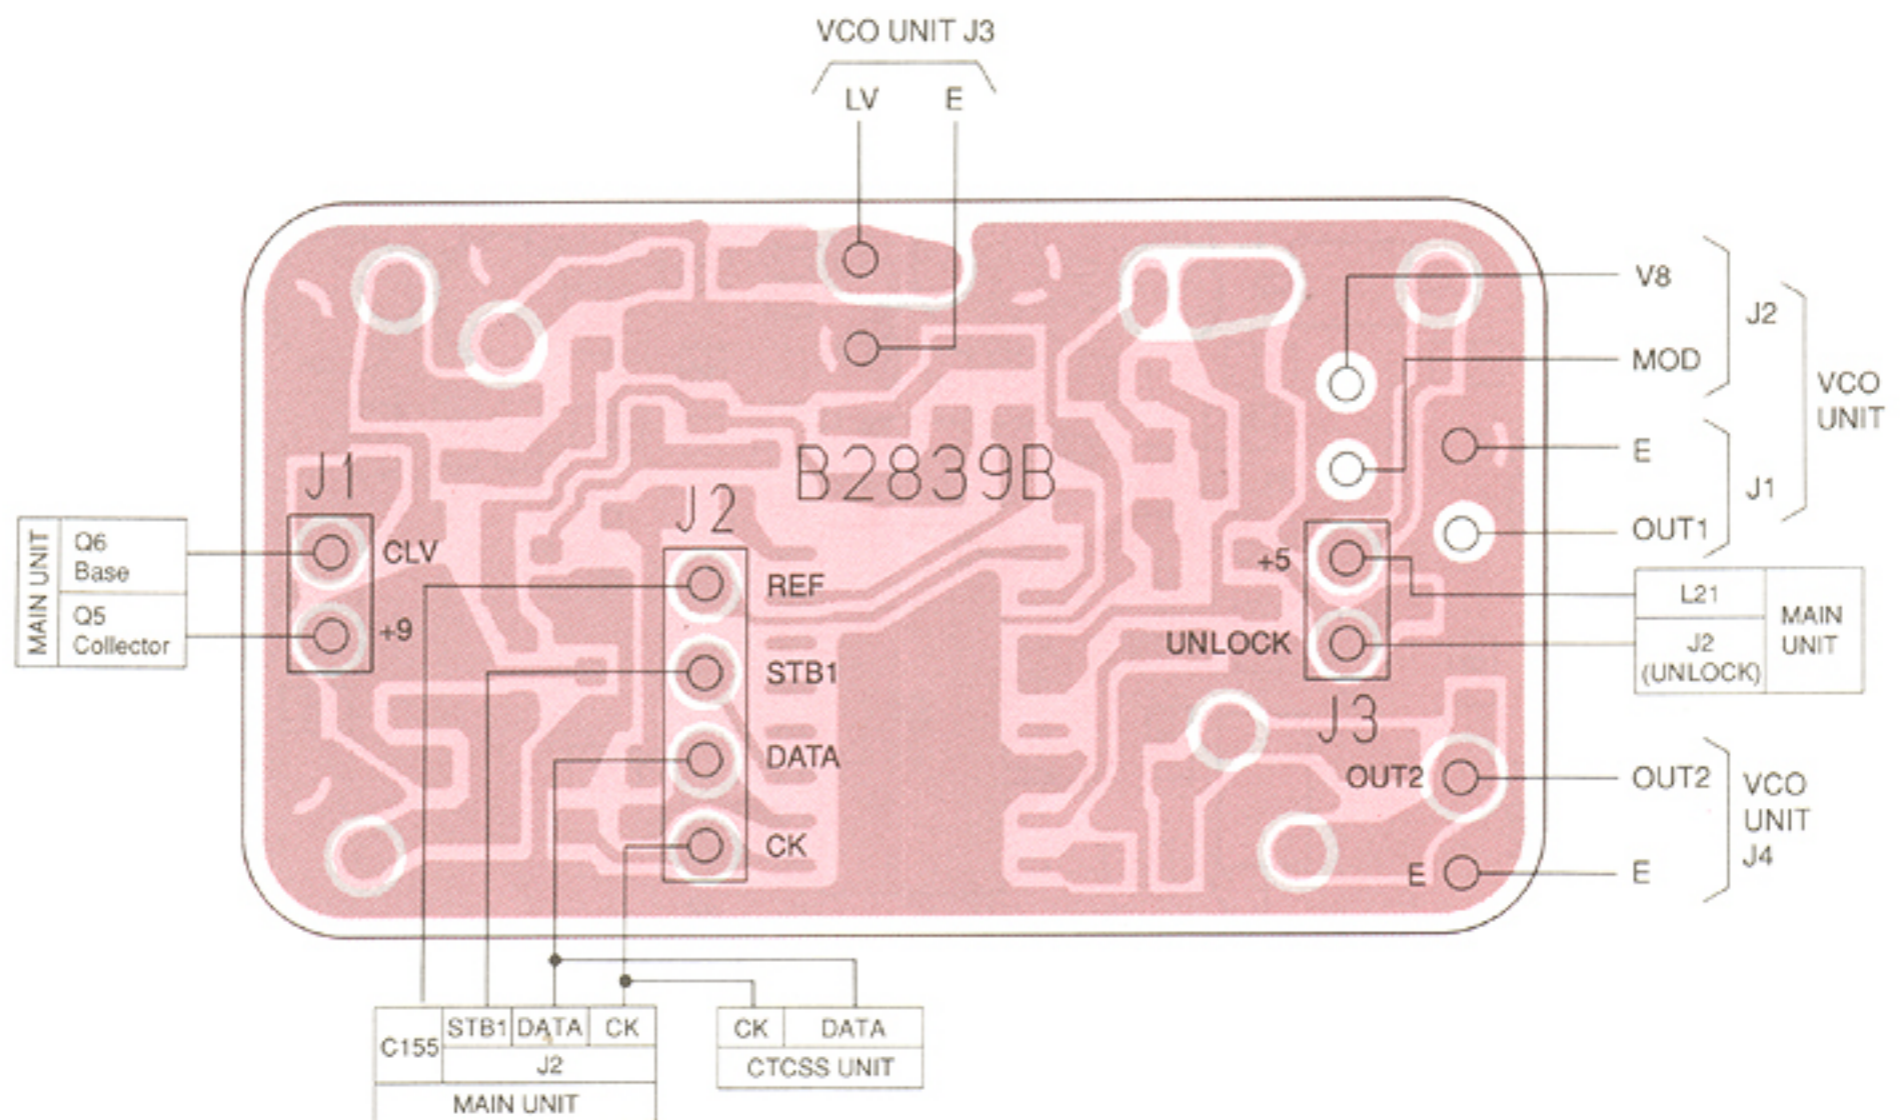 VCO UNIT J3
LV E
V8
J2
MOD
VCO
UNIT
E
J1
OUT1
B2839B
J1
J2
MAIN UNIT
Q6
Base
CLV
Q5
Collector
+9
REF
STB1
DATA
CK
+5
UNLOCK
J3
L21
J2
(UNLOCK)
MAIN
UNIT
OUT2
OUT2
VCO
UNIT
J4
E
E
C155
STB1 DATA CK
J2
MAIN UNIT
CK DATA
CTCSS UNIT